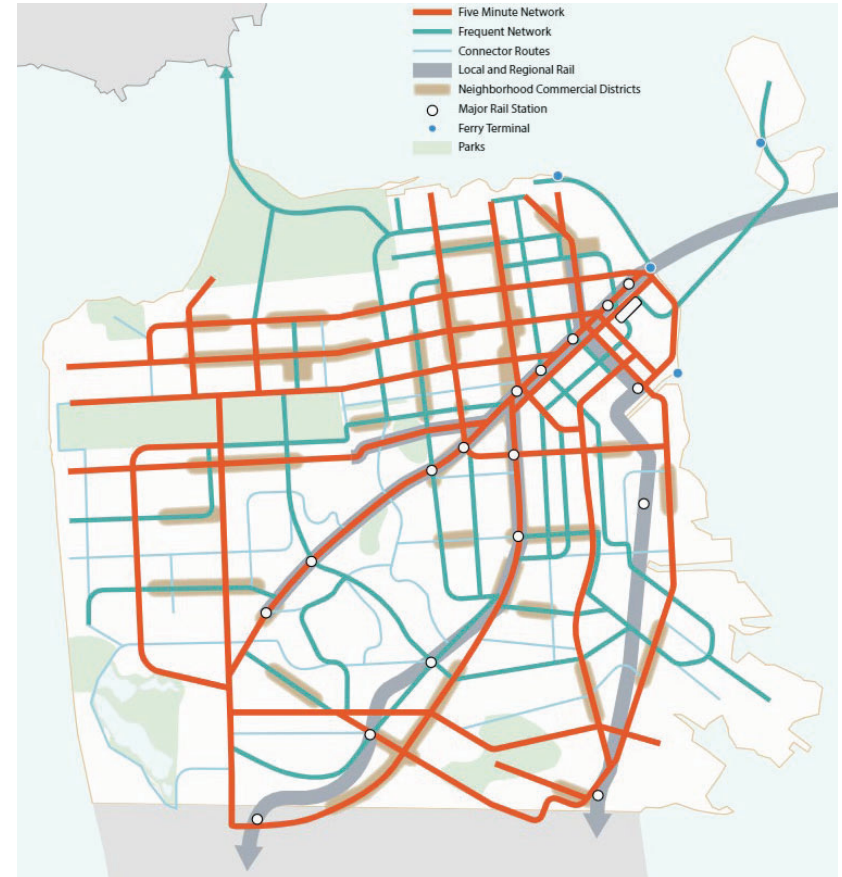 Five Minute Network
Frequent Network
Connector Routes
Local and Regional Rail
Neighborhood Commercial Districts
Major Rail Station
Ferry Terminal
Parks